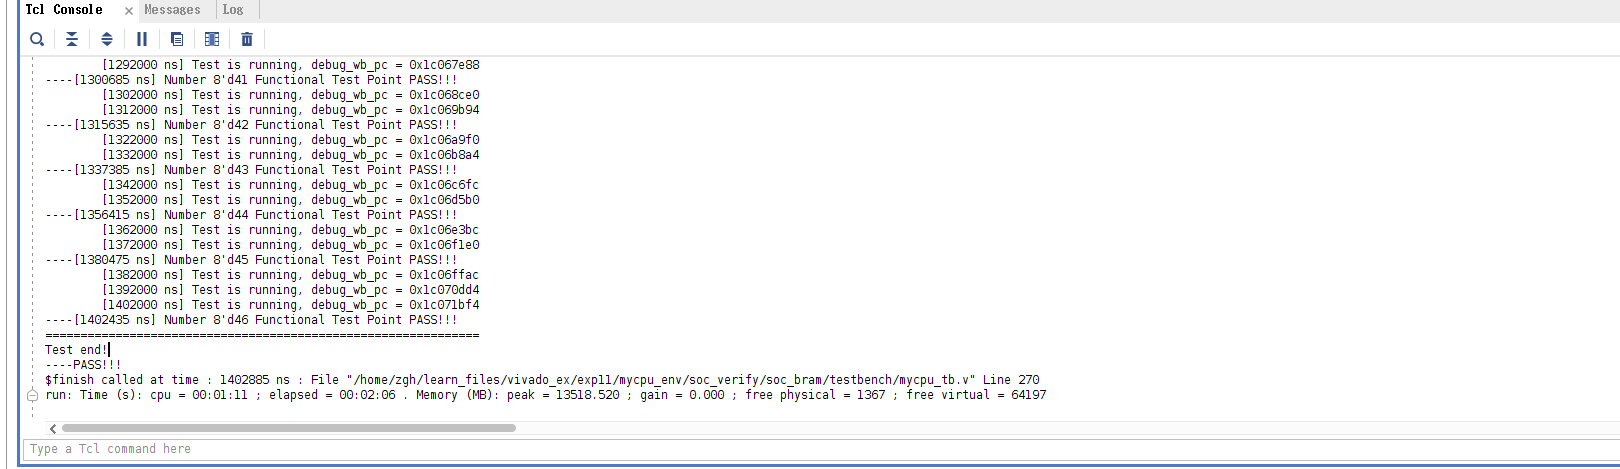 Tcl Console × Messages Log
[1292000 ns] Test is running, debug_wb_pc = 0x1c067e88
----[1300685 ns] Number 8'd41 Functional Test Point PASS!!!
[1302000 ns] Test is running, debug_wb_pc = 0x1c068ce0
[1312000 ns] Test is running, debug_wb_pc = 0x1c069b94
----[1315635 ns] Number 8'd42 Functional Test Point PASS!!!
[1322000 ns] Test is running, debug_wb_pc = 0x1c06a9f0
[1332000 ns] Test is running, debug_wb_pc = 0x1c06b8a4
----[1337385 ns] Number 8'd43 Functional Test Point PASS!!!
[1342000 ns] Test is running, debug_wb_pc = 0x1c06c6fc
[1352000 ns] Test is running, debug_wb_pc = 0x1c06d5b0
----[1356415 ns] Number 8'd44 Functional Test Point PASS!!!
[1362000 ns] Test is running, debug_wb_pc = 0x1c06e3bc
[1372000 ns] Test is running, debug_wb_pc = 0x1c06f1e0
----[1380475 ns] Number 8'd45 Functional Test Point PASS!!!
[1382000 ns] Test is running, debug_wb_pc = 0x1c06ffac
[1392000 ns] Test is running, debug_wb_pc = 0x1c070dd4
[1402000 ns] Test is running, debug_wb_pc = 0x1c071bf4
----[1402435 ns] Number 8'd46 Functional Test Point PASS!!!
==============================================================
Test end!
----PASS!!!
$finish called at time : 1402885 ns : File "/home/zgh/learn_files/vivado_ex/exp11/mycpu_env/soc_verify/soc_bram/testbench/mycpu_tb.v" Line 270
run: Time (s): cpu = 00:01:11 ; elapsed = 00:02:06 . Memory (MB): peak = 13518.520 ; gain = 0.000 ; free physical = 1367 ; free virtual = 64197
Type a Tcl command here